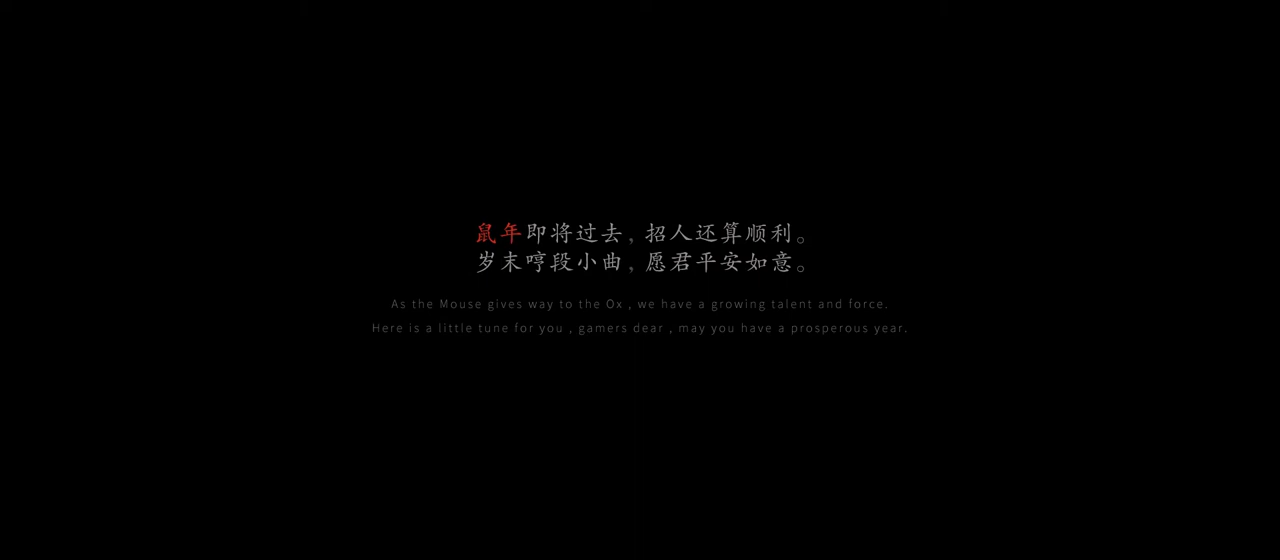 鼠年即将过去，招人还算顺利。
岁末哼段小曲，愿君平安如意。
As the Mouse gives way to the Ox , we have a growing talent and force.
Here is a little tune for you , gamers dear , may you have a prosperous year.